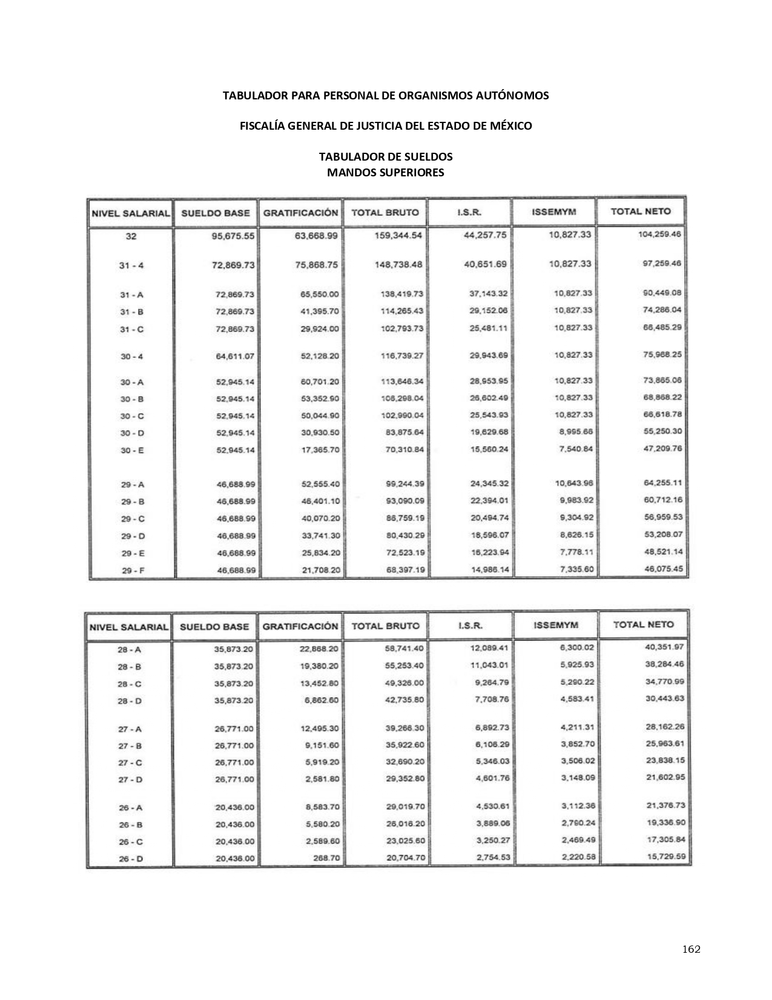 TABULADOR PARA PERSONAL DE ORGANISMOS AUTÓNOMOS
FISCALÍA GENERAL DE JUSTICIA DEL ESTADO DE MÉXICO
TABULADOR DE SUELDOS
MANDOS SUPERIORES
NIVEL SALARIAL SUELDO BASE GRATIFICACIÓN TOTAL BRUTO I.S.R. ISSEMYM TOTAL NETO
32 95,675.55 63,668.99 159,344.54 44,257.75 10,827.33 104,259.46
31 - 4 72,869.73 75,868.75 148,738.48 40,651.69 10,827.33 97,259.46
31 - A 72,869.73 65,550.00 138,419.73 37,143.32 10,827.33 90,449.08
31 - B 72,869.73 41,395.70 114,265.43 29,152.06 10,827.33 74,286.04
31 - C 72,869.73 29,924.00 102,793.73 25,481.11 10,827.33 66,485.29
30 - 4 64,611.07 52,128.20 116,739.27 29,943.69 10,827.33 75,968.25
30 - A 52,945.14 60,701.20 113,646.34 28,953.95 10,827.33 73,865.06
30 - B 52,945.14 53,352.90 106,298.04 26,602.49 10,827.33 68,868.22
30 - C 52,945.14 50,044.90 102,990.04 25,543.93 10,827.33 66,618.78
30 - D 52,945.14 30,930.50 83,875.64 19,629.68 8,995.66 55,250.30
30 - E 52,945.14 17,365.70 70,310.84 15,560.24 7,540.84 47,209.76
29 - A 46,688.99 52,555.40 99,244.39 24,345.32 10,643.96 64,255.11
29 - B 46,688.99 46,401.10 93,090.09 22,394.01 9,983.92 60,712.16
29 - C 46,688.99 40,070.20 86,759.19 20,494.74 9,304.92 56,959.53
29 - D 46,688.99 33,741.30 80,430.29 18,596.07 8,626.15 53,208.07
29 - E 46,688.99 25,834.20 72,523.19 16,223.94 7,778.11 48,521.14
29 - F 46,688.99 21,708.20 68,397.19 14,986.14 7,335.60 46,075.45
NIVEL SALARIAL SUELDO BASE GRATIFICACIÓN TOTAL BRUTO I.S.R. ISSEMYM TOTAL NETO
28 - A 35,873.20 22,868.20 58,741.40 12,089.41 6,300.02 40,351.97
28 - B 35,873.20 19,380.20 55,253.40 11,043.01 5,925.93 38,284.46
28 - C 35,873.20 13,452.80 49,326.00 9,264.79 5,290.22 34,770.99
28 - D 35,873.20 6,862.60 42,735.80 7,708.76 4,583.41 30,443.63
27 - A 26,771.00 12,495.30 39,266.30 6,892.73 4,211.31 28,162.26
27 - B 26,771.00 9,151.60 35,922.60 6,106.29 3,852.70 25,963.61
27 - C 26,771.00 5,919.20 32,690.20 5,346.03 3,506.02 23,838.15
27 - D 26,771.00 2,581.80 29,352.80 4,601.76 3,148.09 21,602.95
26 - A 20,436.00 8,583.70 29,019.70 4,530.61 3,112.36 21,376.73
26 - B 20,436.00 5,580.20 26,016.20 3,889.06 2,790.24 19,336.90
26 - C 20,436.00 2,589.60 23,025.60 3,250.27 2,469.49 17,305.84
26 - D 20,436.00 268.70 20,704.70 2,754.53 2,220.58 15,729.59
162